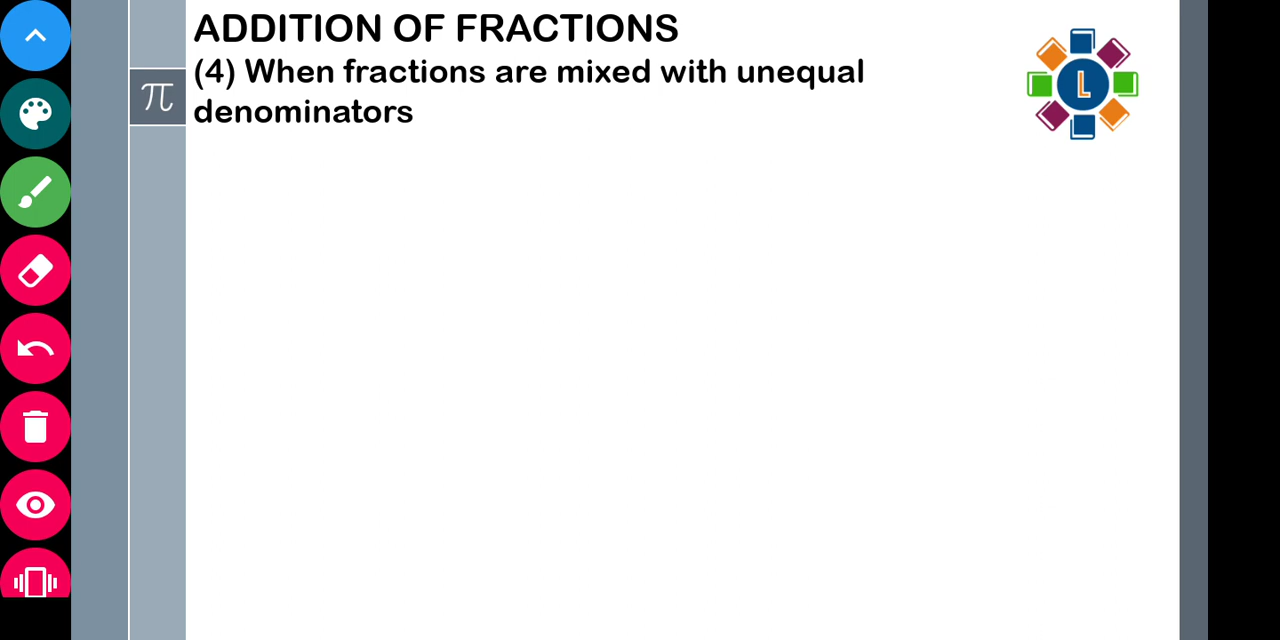 ADDITION OF FRACTIONS
(4) When fractions are mixed with unequal
denominators
π
L